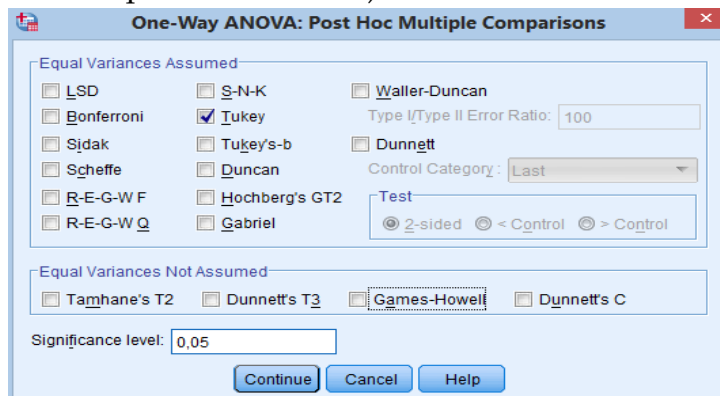 One-Way ANOVA: Post Hoc Multiple Comparisons
Equal Variances Assumed
LSD S-N-K Waller-Duncan
Bonferroni Tukey Type I/Type II Error Ratio: 100
Sidak Tukey's-b Dunnett
Scheffe Duncan Control Category : Last
R-E-G-W F Hochberg's GT2 Test
R-E-G-W Q Gabriel 2-sided < Control > Control
Equal Variances Not Assumed
Tamhane's T2 Dunnett's T3 Games-Howell Dunnett's C
Significance level: 0,05
Continue Cancel Help